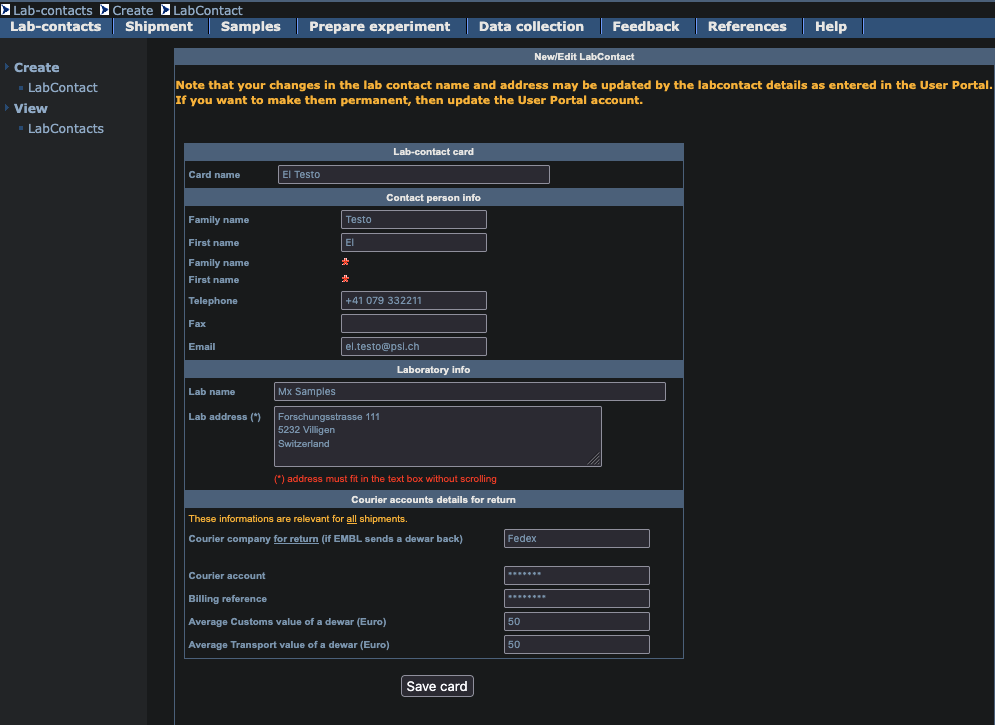 Lab-contacts Create LabContact
Lab-contacts Shipment Samples Prepare experiment Data collection Feedback References Help
Create
LabContact
View
LabContacts
New/Edit LabContact
Note that your changes in the lab contact name and address may be updated by the labcontact details as entered in the User Portal.
If you want to make them permanent, then update the User Portal account.
Lab-contact card
Card name El Testo
Contact person info
Family name Testo
First name El
Family name *
First name *
Telephone +41 079 332211
Fax
Email el.testo@psi.ch
Laboratory info
Lab name Mx Samples
Lab address (*) Forschungsstrasse 111
5232 Villigen
Switzerland
(*) address must fit in the text box without scrolling
Courier accounts details for return
These informations are relevant for all shipments.
Courier company for return (if EMBL sends a dewar back) Fedex
Courier account *******
Billing reference ********
Average Customs value of a dewar (Euro) 50
Average Transport value of a dewar (Euro) 50
Save card